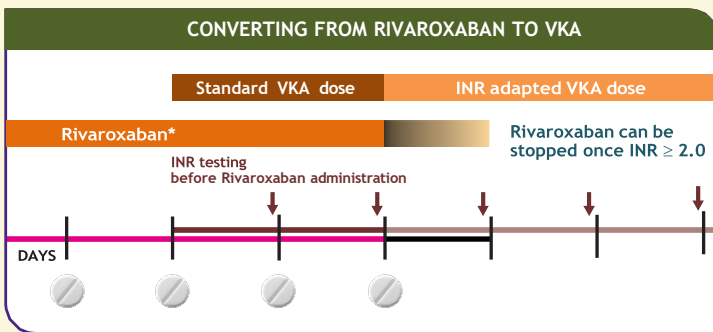 CONVERTING FROM RIVAROXABAN TO VKA
Standard VKA dose
INR adapted VKA dose
Rivaroxaban*
Rivaroxaban can be
stopped once INR ≥ 2.0
INR testing
before Rivaroxaban administration
DAYS